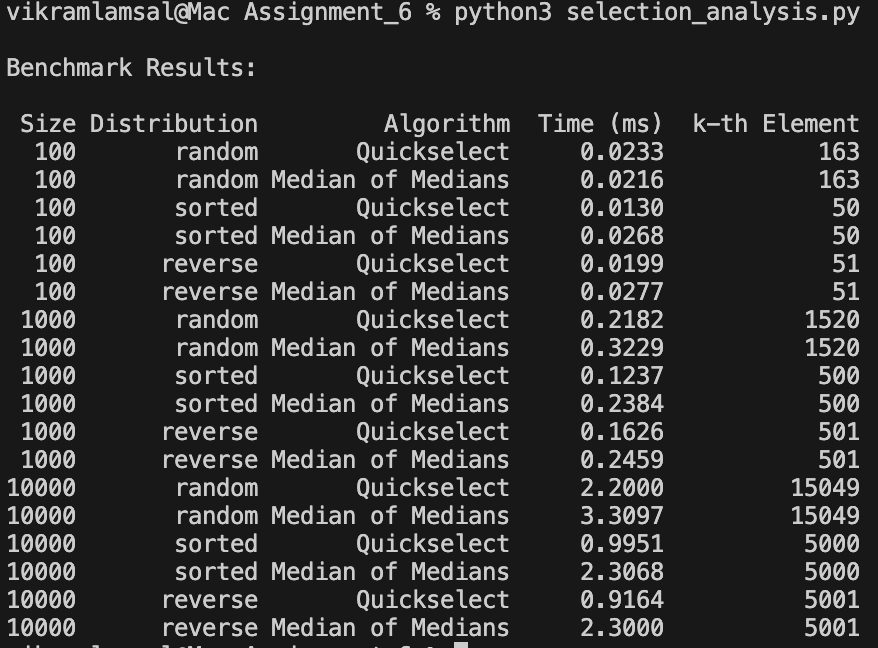 vikramlamsal@Mac Assignment_6 % python3 selection_analysis.py
Benchmark Results:
Size Distribution Algorithm Time (ms) k-th Element
100 random Quickselect 0.0233 163
100 random Median of Medians 0.0216 163
100 sorted Quickselect 0.0130 50
100 sorted Median of Medians 0.0268 50
100 reverse Quickselect 0.0199 51
100 reverse Median of Medians 0.0277 51
1000 random Quickselect 0.2182 1520
1000 random Median of Medians 0.3229 1520
1000 sorted Quickselect 0.1237 500
1000 sorted Median of Medians 0.2384 500
1000 reverse Quickselect 0.1626 501
1000 reverse Median of Medians 0.2459 501
10000 random Quickselect 2.2000 15049
10000 random Median of Medians 3.3097 15049
10000 sorted Quickselect 0.9951 5000
10000 sorted Median of Medians 2.3068 5000
10000 reverse Quickselect 0.9164 5001
10000 reverse Median of Medians 2.3000 5001